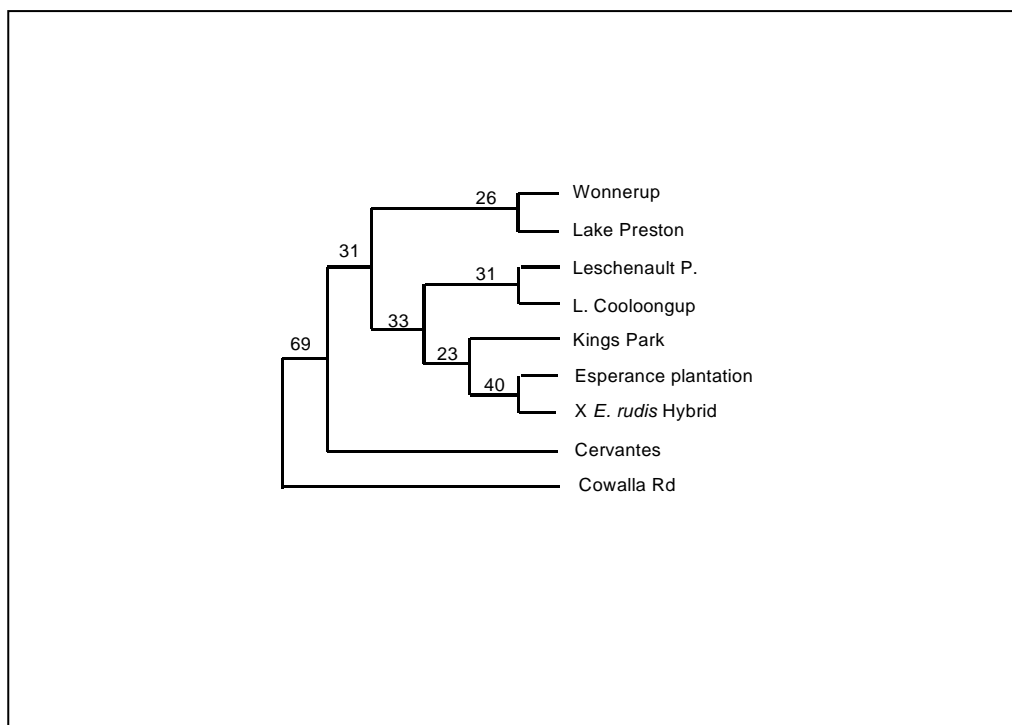 26
Wonnerup
Lake Preston
31
Leschenault P.
31
L. Cooloongup
33
Kings Park
69
23
Esperance plantation
40
X E. rudis Hybrid
Cervantes
Cowalla Rd